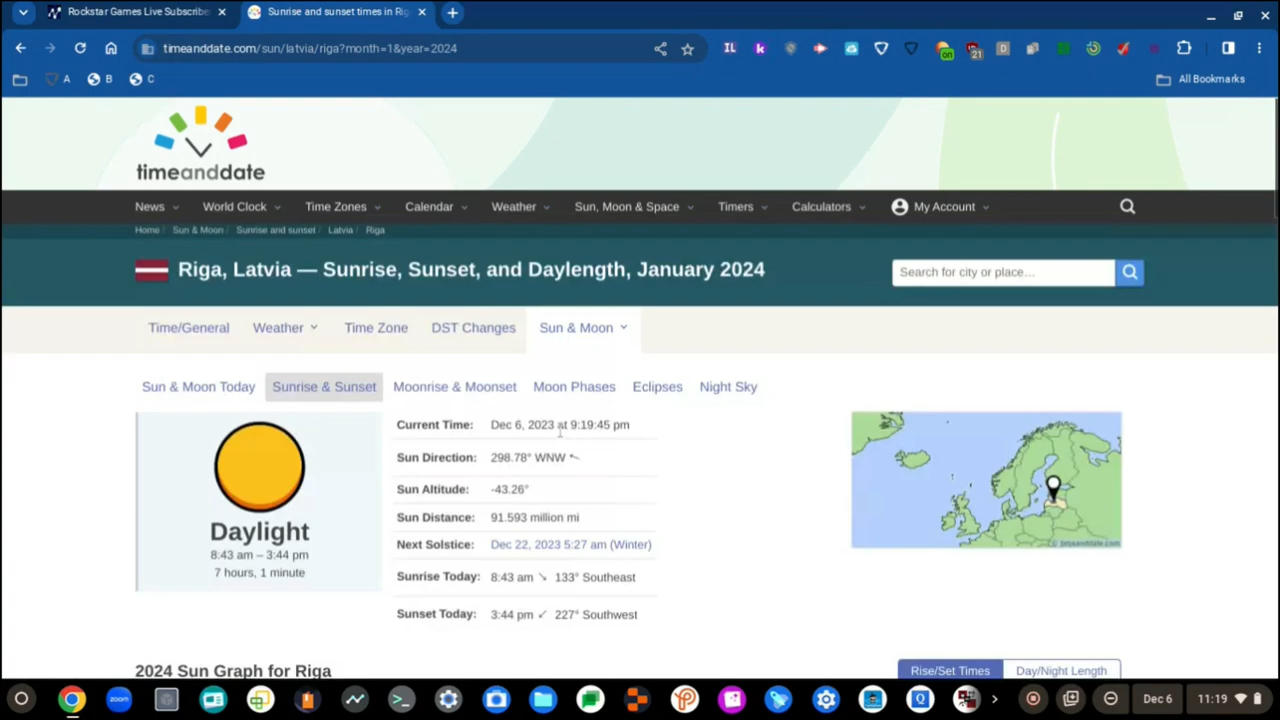 Rockstar Games Live Subscribe
Sunrise and sunset times in Rig
timeanddate.com/sun/latvia/riga?month=1&year=2024
IL
k
on
21
D
A
B
C
All Bookmarks
timeanddate
News
World Clock
Time Zones
Calendar
Weather
Sun, Moon & Space
Timers
Calculators
My Account
Home / Sun & Moon / Sunrise and sunset / Latvia / Riga
Riga, Latvia — Sunrise, Sunset, and Daylength, January 2024
Search for city or place…
Time/General
Weather
Time Zone
DST Changes
Sun & Moon
Sun & Moon Today
Sunrise & Sunset
Moonrise & Moonset
Moon Phases
Eclipses
Night Sky
Daylight
8:43 am – 3:44 pm
7 hours, 1 minute
Current Time: Dec 6, 2023 at 9:19:45 pm
Sun Direction: 298.78° WNW
Sun Altitude: -43.26°
Sun Distance: 91.593 million mi
Next Solstice: Dec 22, 2023 5:27 am (Winter)
Sunrise Today: 8:43 am ↘ 133° Southeast
Sunset Today: 3:44 pm ↙ 227° Southwest
© timeanddate.com
2024 Sun Graph for Riga
Rise/Set Times
Day/Night Length
zoom
Dec 6
11:19